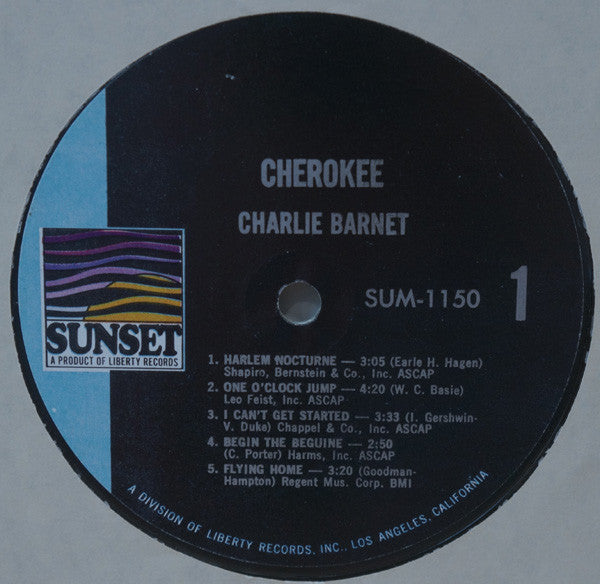 CHEROKEE
CHARLIE BARNET
SUM-1150
1
SUNSET
A PRODUCT OF LIBERTY RECORDS
1. HARLEM NOCTURNE — 3:05 (Earle H. Hagen)
Shapiro, Bernstein & Co., Inc. ASCAP
2. ONE O'CLOCK JUMP — 4:20 (W. C. Basie)
Leo Feist, Inc. ASCAP
3. I CAN'T GET STARTED — 3:33 (I. Gershwin-
V. Duke) Chappel & Co., Inc. ASCAP
4. BEGIN THE BEGUINE — 2:50
(C. Porter) Harms, Inc. ASCAP
5. FLYING HOME — 3:20 (Goodman-
Hampton) Regent Mus. Corp. BMI
A DIVISION OF LIBERTY RECORDS, INC., LOS ANGELES, CALIFORNIA